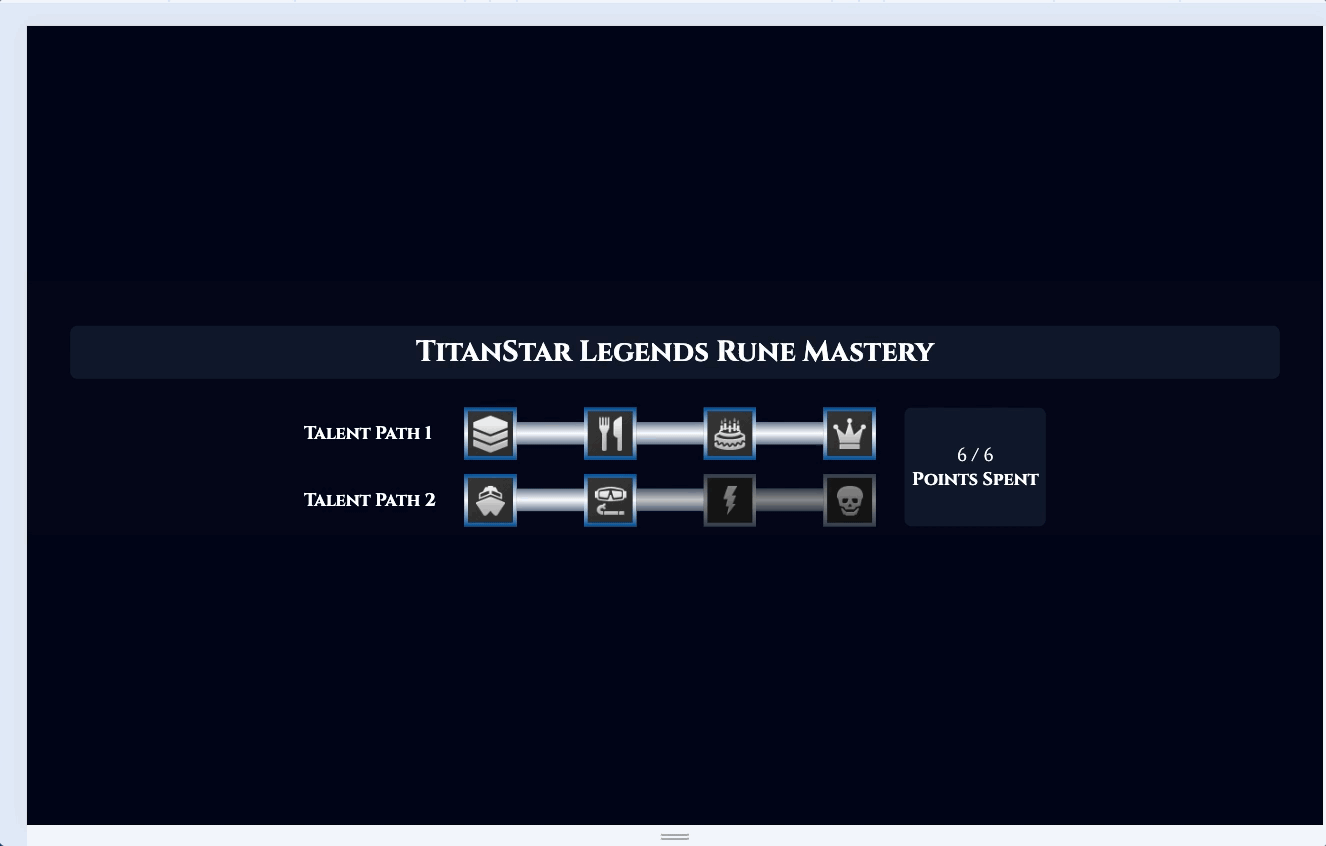 TitanStar Legends Rune Mastery
Talent Path 1
Talent Path 2
6 / 6
Points Spent